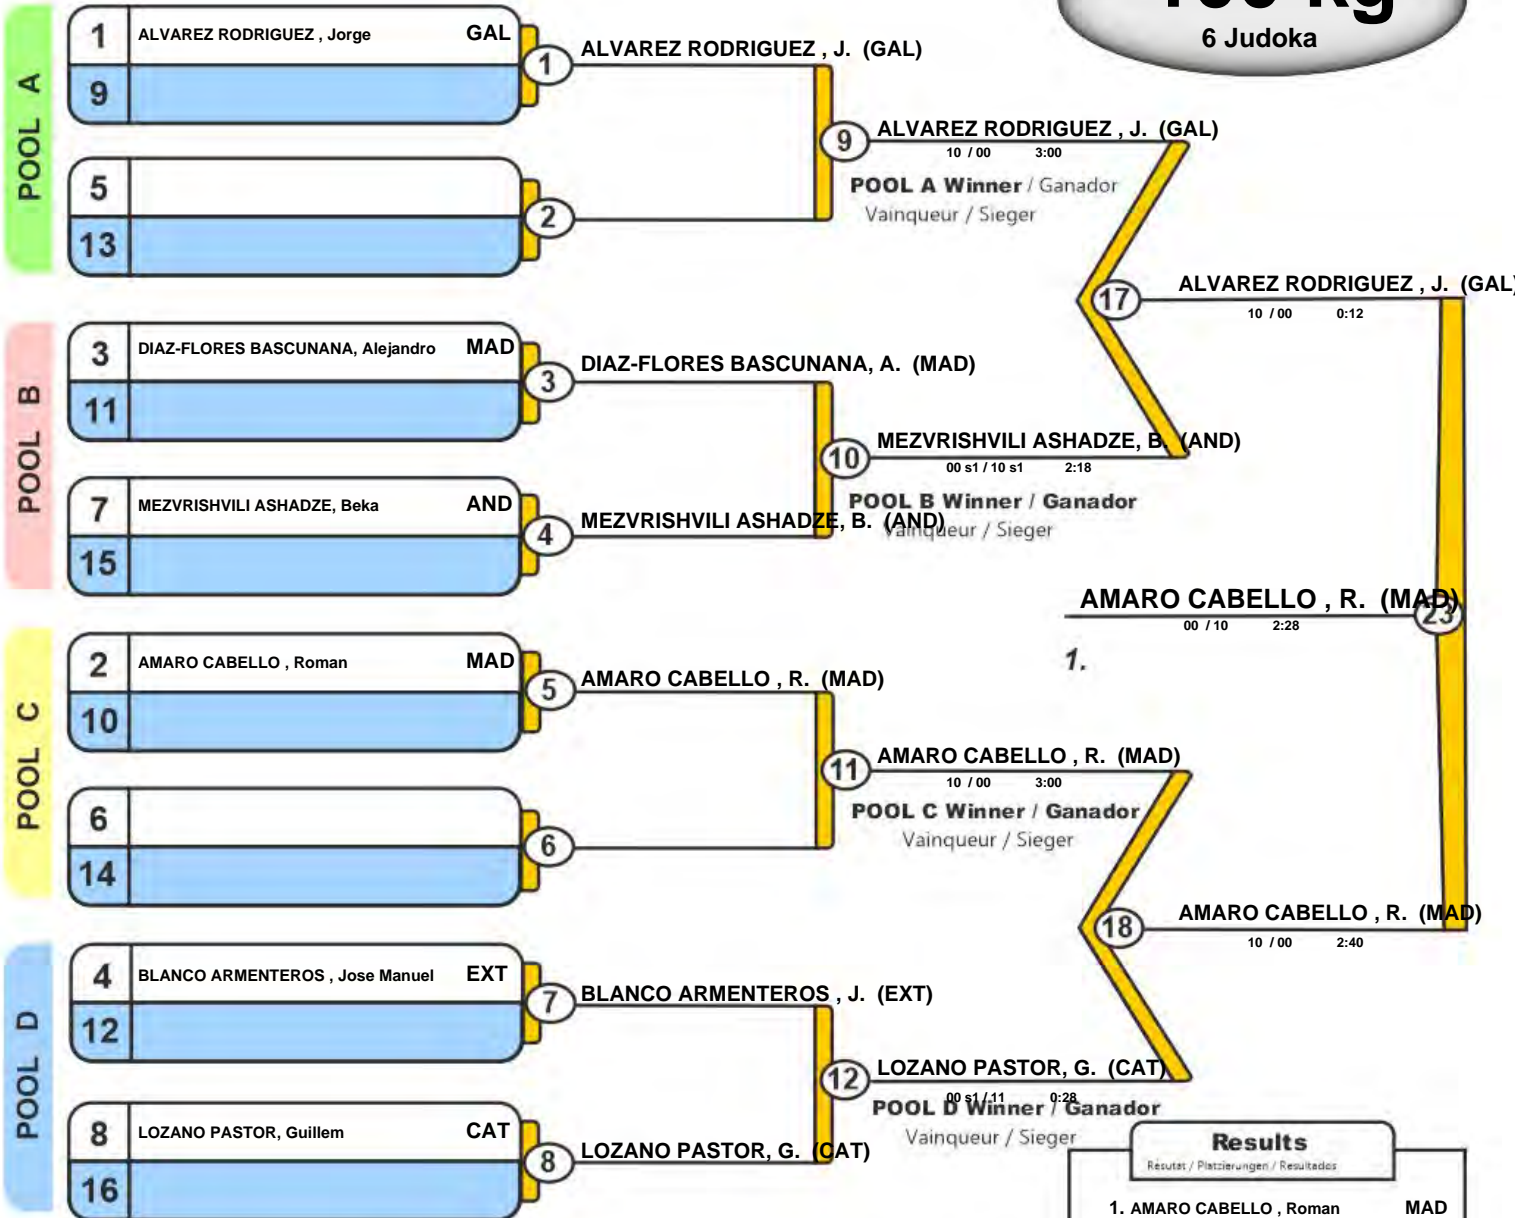 100 kg
6 Judoka
POOL A
1 ALVAREZ RODRIGUEZ , Jorge GAL
9
5
13
1 ALVAREZ RODRIGUEZ , J. (GAL)
2
9 ALVAREZ RODRIGUEZ , J. (GAL)
10 / 00 3:00
POOL A Winner / Ganador
Vainqueur / Sieger
POOL B
3 DIAZ-FLORES BASCUNANA, Alejandro MAD
11
7 MEZVRISHVILI ASHADZE, Beka AND
15
3 DIAZ-FLORES BASCUNANA, A. (MAD)
4 MEZVRISHVILI ASHADZE, B. (AND)
10 MEZVRISHVILI ASHADZE, B. (AND)
00 s1 / 10 s1 2:18
POOL B Winner / Ganador
Vainqueur / Sieger
17 ALVAREZ RODRIGUEZ , J. (GAL)
10 / 00 0:12
AMARO CABELLO , R. (MAD) 23
00 / 10 2:28
1.
POOL C
2 AMARO CABELLO , Roman MAD
10
6
14
5 AMARO CABELLO , R. (MAD)
6
11 AMARO CABELLO , R. (MAD)
10 / 00 3:00
POOL C Winner / Ganador
Vainqueur / Sieger
POOL D
4 BLANCO ARMENTEROS , Jose Manuel EXT
12
8 LOZANO PASTOR, Guillem CAT
16
7 BLANCO ARMENTEROS , J. (EXT)
8 LOZANO PASTOR, G. (CAT)
12 LOZANO PASTOR, G. (CAT)
00 s1 / 11 0:28
POOL D Winner / Ganador
Vainqueur / Sieger
18 AMARO CABELLO , R. (MAD)
10 / 00 2:40
Results
Résutat / Platzierungen / Resultados
1. AMARO CABELLO , Roman MAD